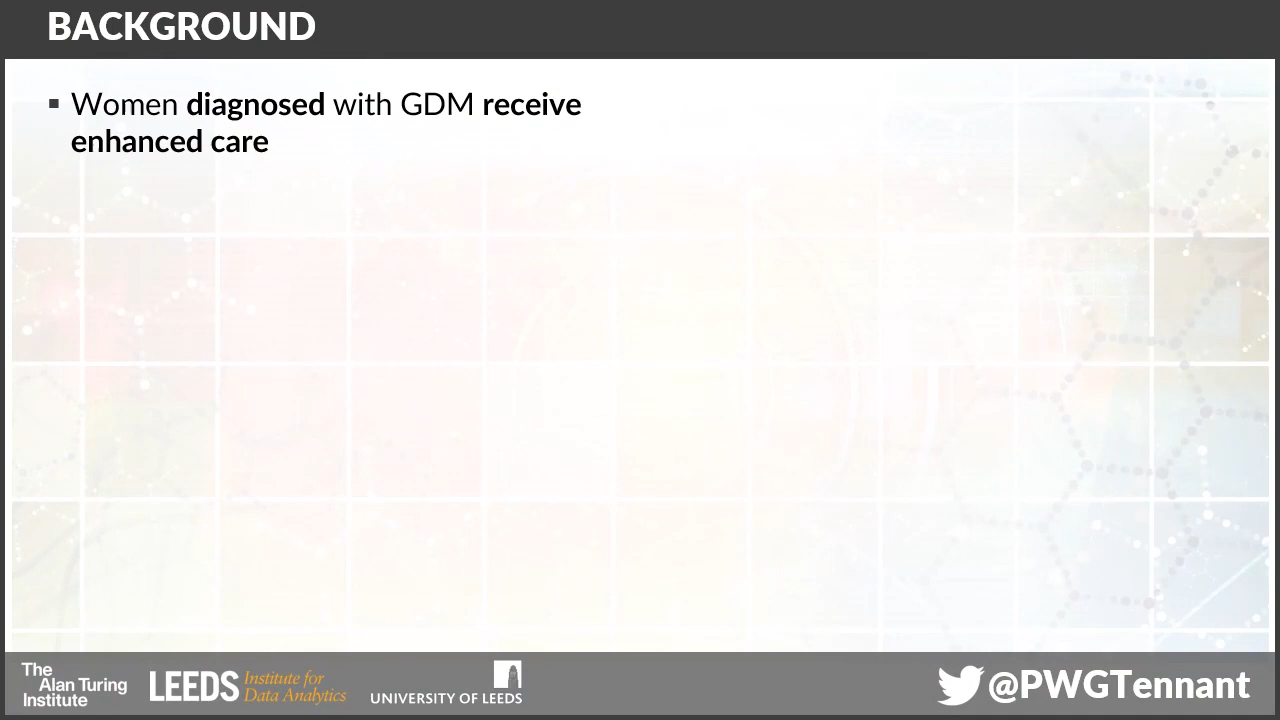 BACKGROUND
▪ Women diagnosed with GDM receive
enhanced care
The
Alan Turing
Institute
LEEDS Institute for
Data Analytics
UNIVERSITY OF LEEDS
@PWGTennant